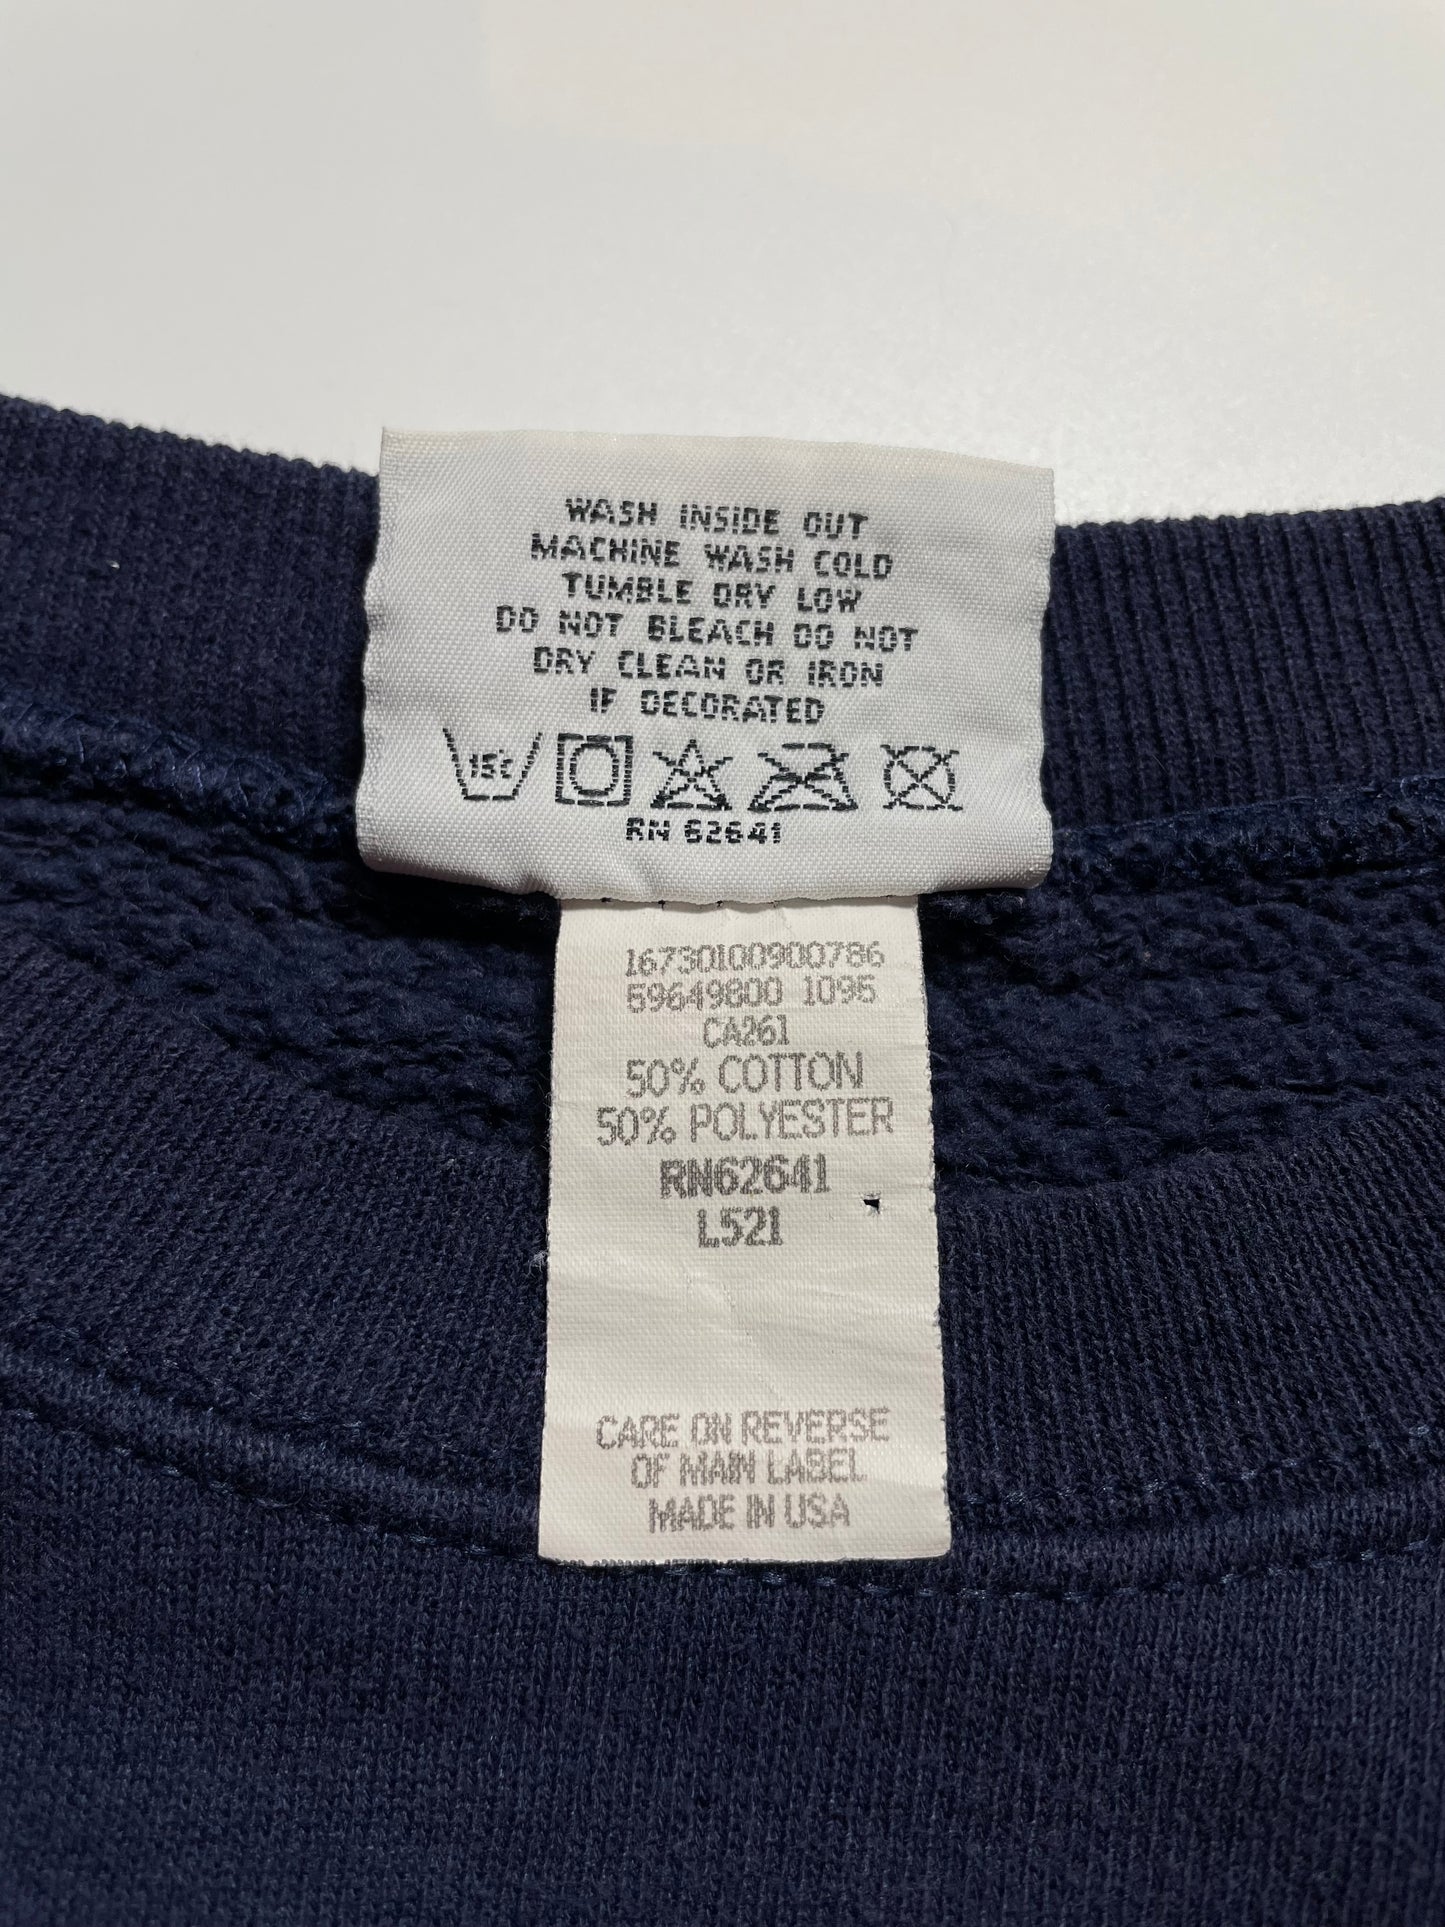 WASH INSIDE OUT
MACHINE WASH COLD
TUMBLE DRY LOW
DO NOT BLEACH DO NOT
DRY CLEAN OR IRON
IF DECORATED
15°c
RN 62641
16730100900786
59649800 1095
CA261
50% COTTON
50% POLYESTER
RN62641
L521
CARE ON REVERSE
OF MAIN LABEL
MADE IN USA